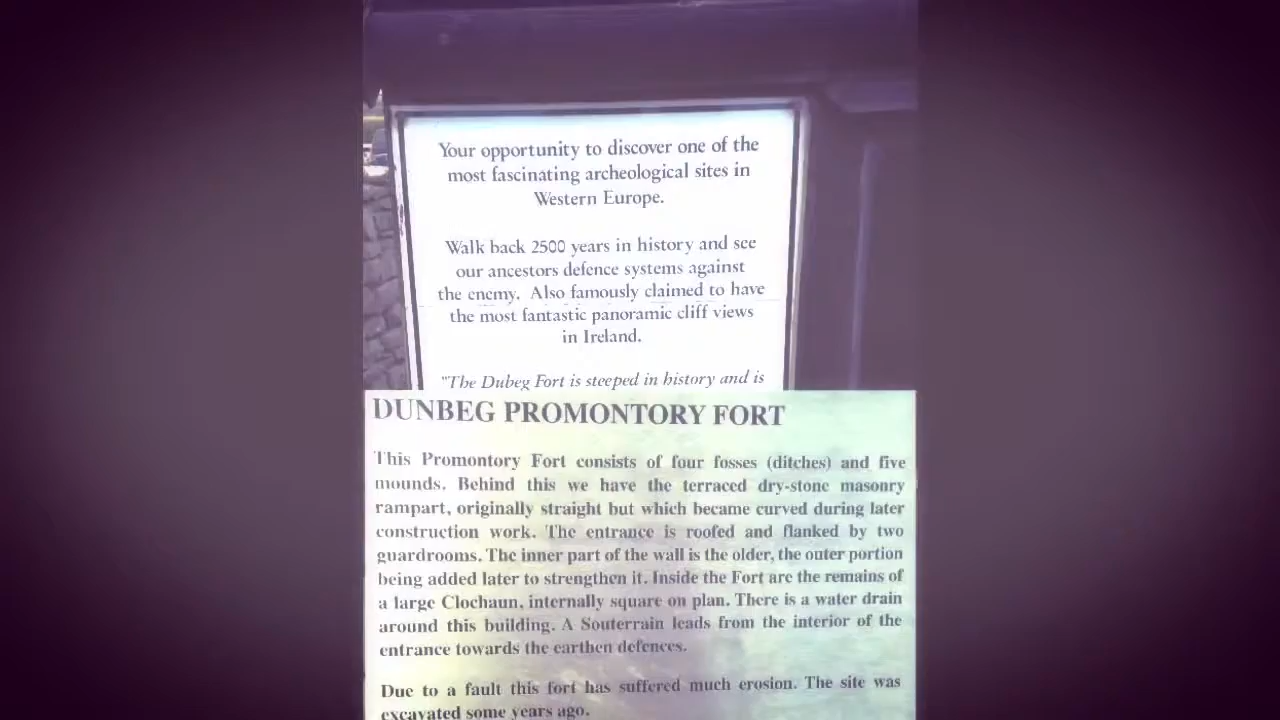 Your opportunity to discover one of the
most fascinating archeological sites in
Western Europe.
Walk back 2500 years in history and see
our ancestors defence systems against
the enemy. Also famously claimed to have
the most fantastic panoramic cliff views
in Ireland.
"The Dubeg Fort is steeped in history and is
DUNBEG PROMONTORY FORT
This Promontory Fort consists of four fosses (ditches) and five
mounds. Behind this we have the terraced dry-stone masonry
rampart, originally straight but which became curved during later
construction work. The entrance is roofed and flanked by two
guardrooms. The inner part of the wall is the older, the outer portion
being added later to strengthen it. Inside the Fort are the remains of
a large Clochaun, internally square on plan. There is a water drain
around this building. A Souterrain leads from the interior of the
entrance towards the earthen defences.
Due to a fault this fort has suffered much erosion. The site was
excavated some years ago.